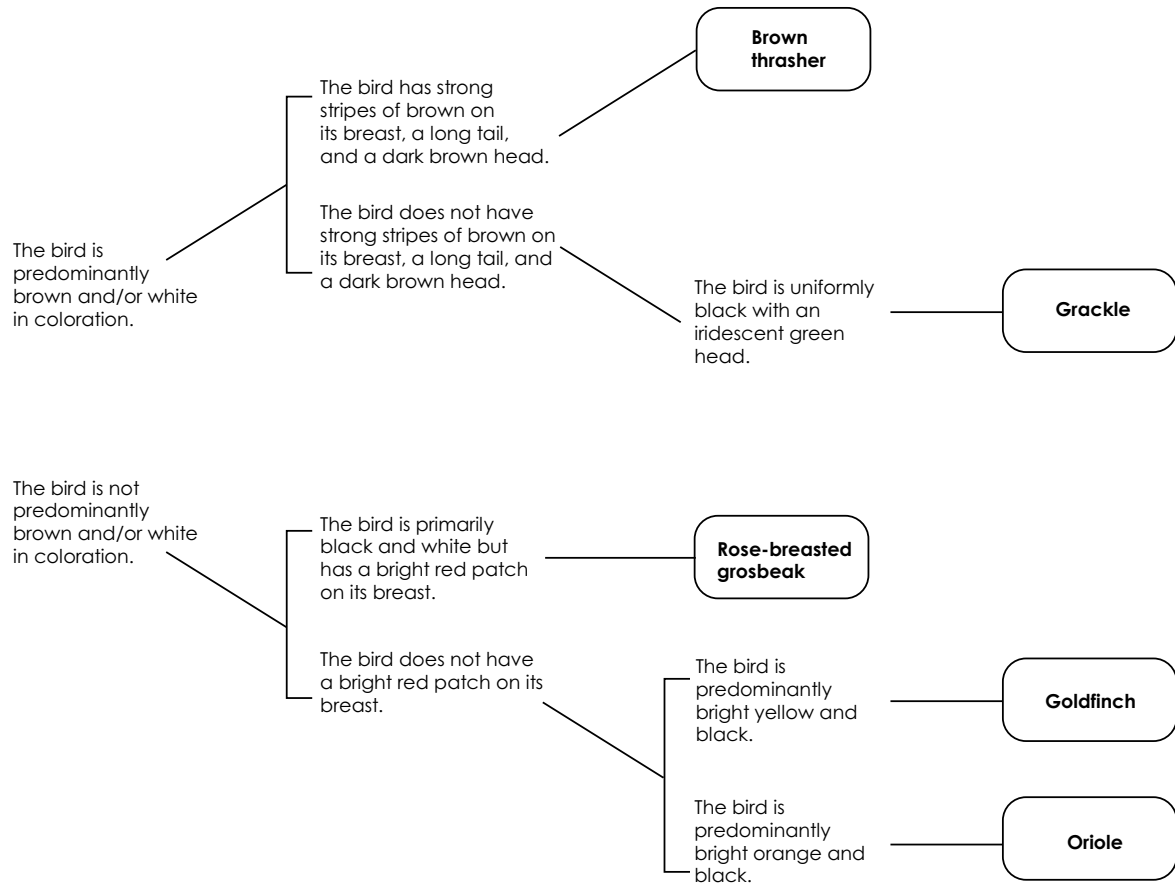 Brown
thrasher
The bird has strong
stripes of brown on
its breast, a long tail,
and a dark brown head.
The bird does not have
strong stripes of brown on
its breast, a long tail, and
a dark brown head.
The bird is
predominantly
brown and/or white
in coloration.
The bird is uniformly
black with an
iridescent green
head.
Grackle
The bird is not
predominantly
brown and/or white
in coloration.
The bird is primarily
black and white but
has a bright red patch
on its breast.
Rose-breasted
grosbeak
The bird does not have
a bright red patch on its
breast.
The bird is
predominantly
bright yellow and
black.
Goldfinch
The bird is
predominantly
bright orange and
black.
Oriole